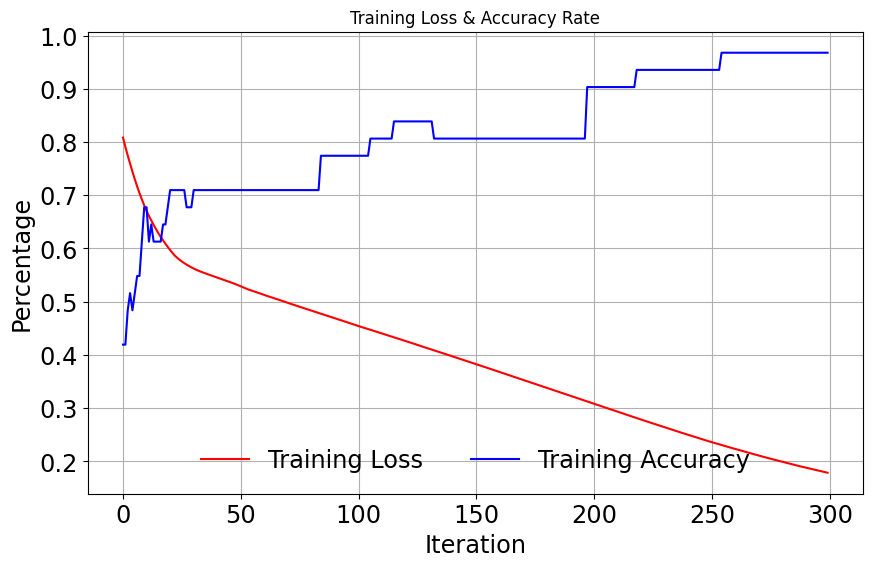 Training Loss & Accuracy Rate
1.0
0.9
0.8
0.7
0.6
0.5
0.4
0.3
0.2
Percentage
Training Loss Training Accuracy
0 50 100 150 200 250 300
Iteration